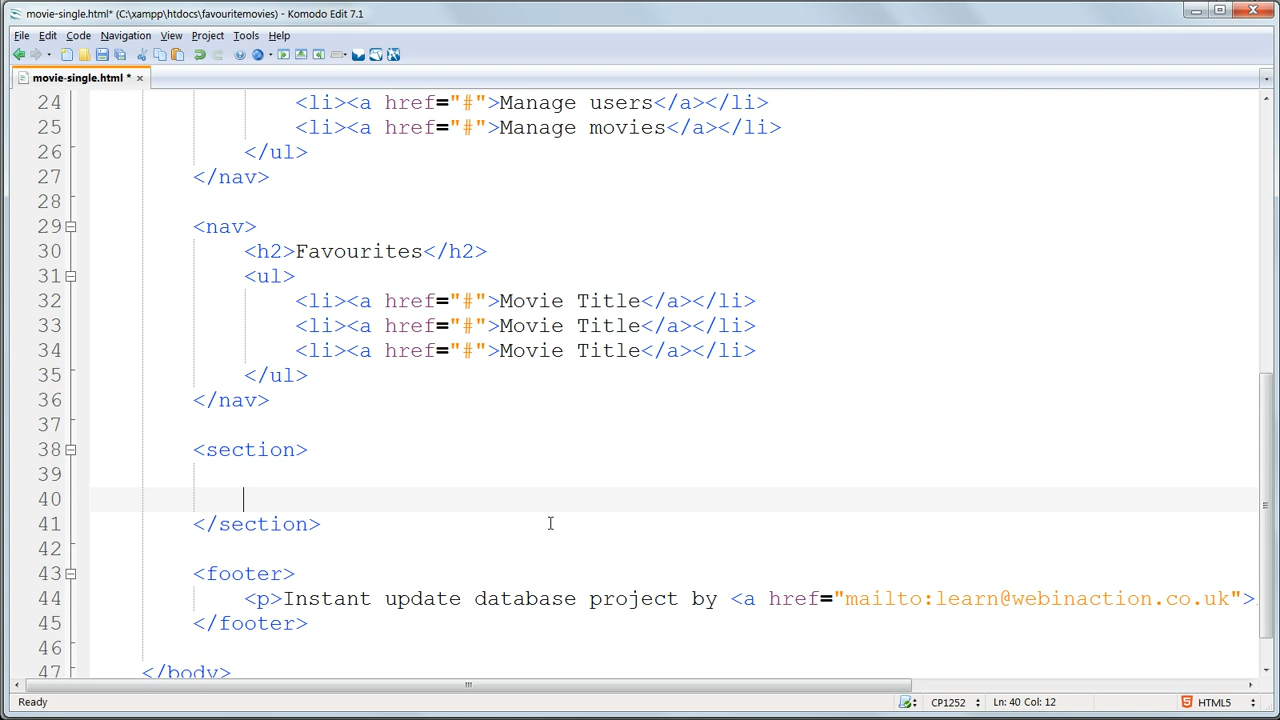 movie-single.html* (C:\xampp\htdocs\favouritemovies) - Komodo Edit 7.1
File Edit Code Navigation View Project Tools Help
movie-single.html *
24 <li><a href="#">Manage users</a></li>
25 <li><a href="#">Manage movies</a></li>
26 </ul>
27 </nav>
28
29 <nav>
30 <h2>Favourites</h2>
31 <ul>
32 <li><a href="#">Movie Title</a></li>
33 <li><a href="#">Movie Title</a></li>
34 <li><a href="#">Movie Title</a></li>
35 </ul>
36 </nav>
37
38 <section>
39
40
41 </section>
42
43 <footer>
44 <p>Instant update database project by <a href="mailto:learn@webinaction.co.uk">
45 </footer>
46
47 </body>
Ready CP1252 Ln: 40 Col: 12 HTML5